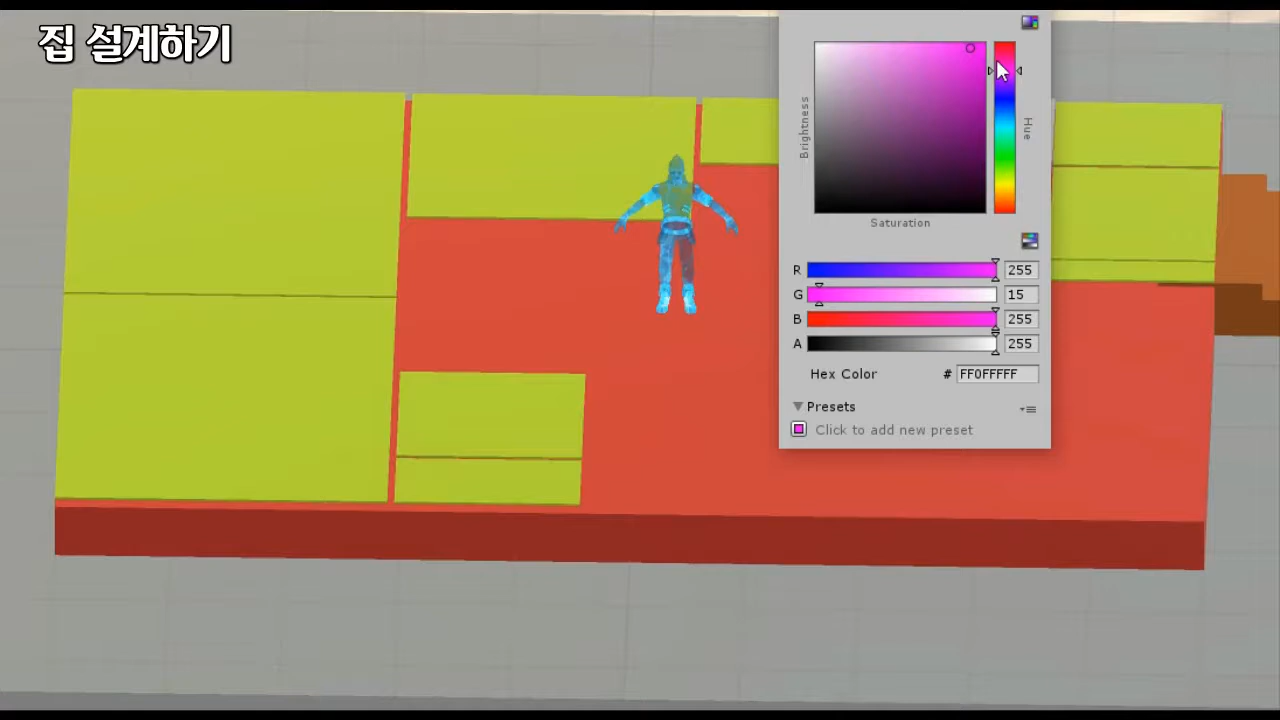 집 설계하기
Brightness
Hue
Saturation
R 255
G 15
B 255
A 255
Hex Color # FF0FFFFF
Presets
Click to add new preset